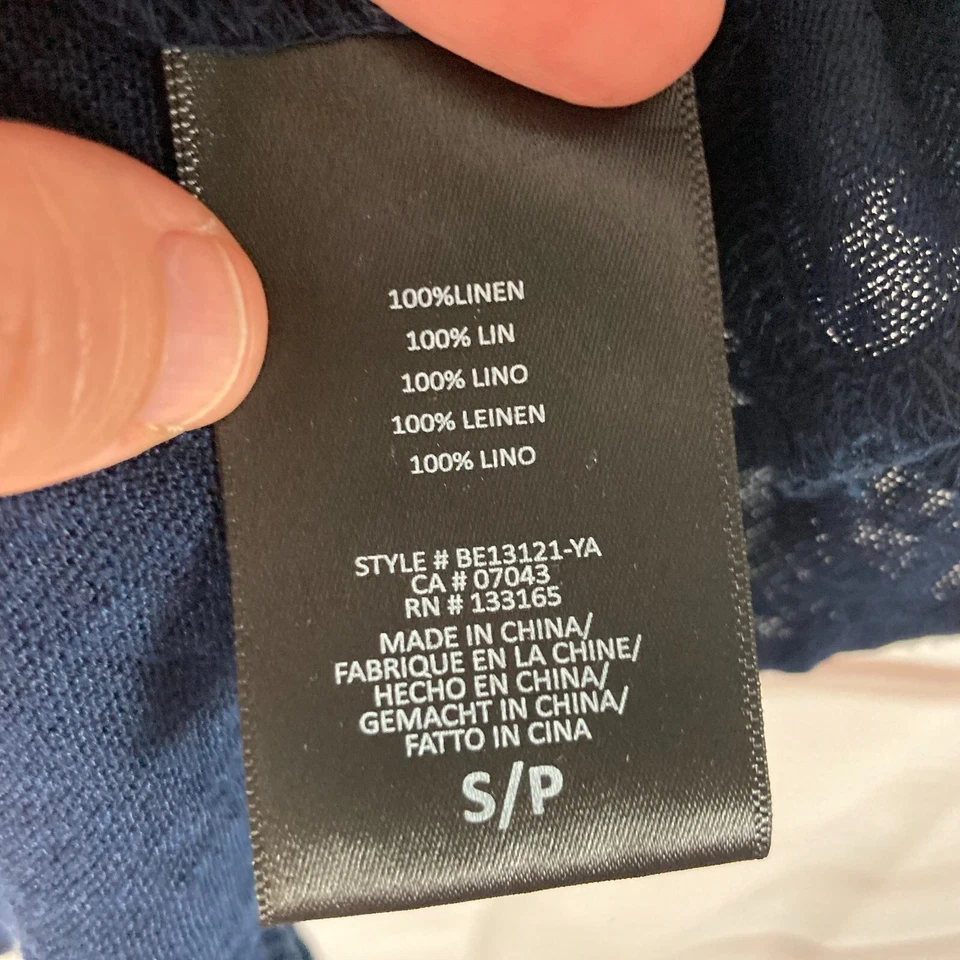 100%LINEN
100% LIN
100% LINO
100% LEINEN
100% LINO
STYLE # BE13121-YA
CA # 07043
RN # 133165
MADE IN CHINA/
FABRIQUE EN LA CHINE/
HECHO EN CHINA/
GEMACHT IN CHINA/
FATTO IN CINA
S/P